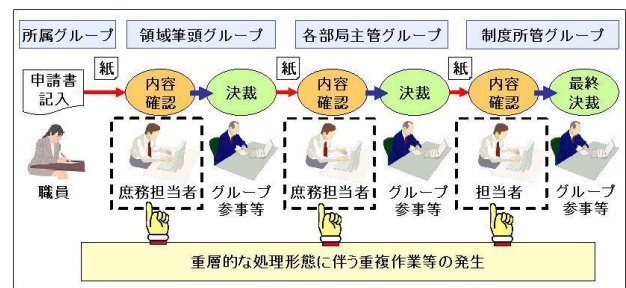 所属グループ
領域筆頭グループ
各部局主管グループ
制度所管グループ
申請書
記入
紙
内容
確認
決裁
紙
内容
確認
決裁
紙
内容
確認
最終
決裁
職員
庶務担当者
グループ
参事等
庶務担当者
グループ
参事等
担当者
グループ
参事等
重層的な処理形態に伴う重複作業等の発生